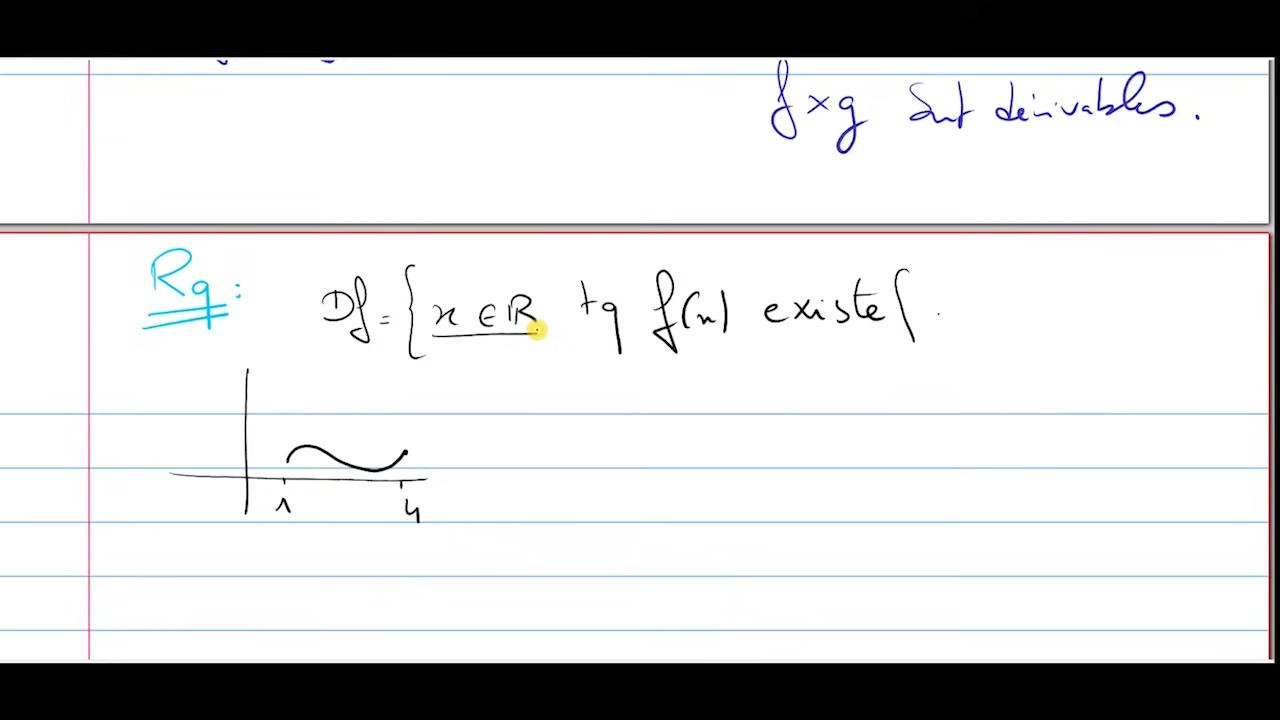 f × g sont dérivables.
Rq : Df = { x ∈ ℝ tq f(x) existe {.
1 4